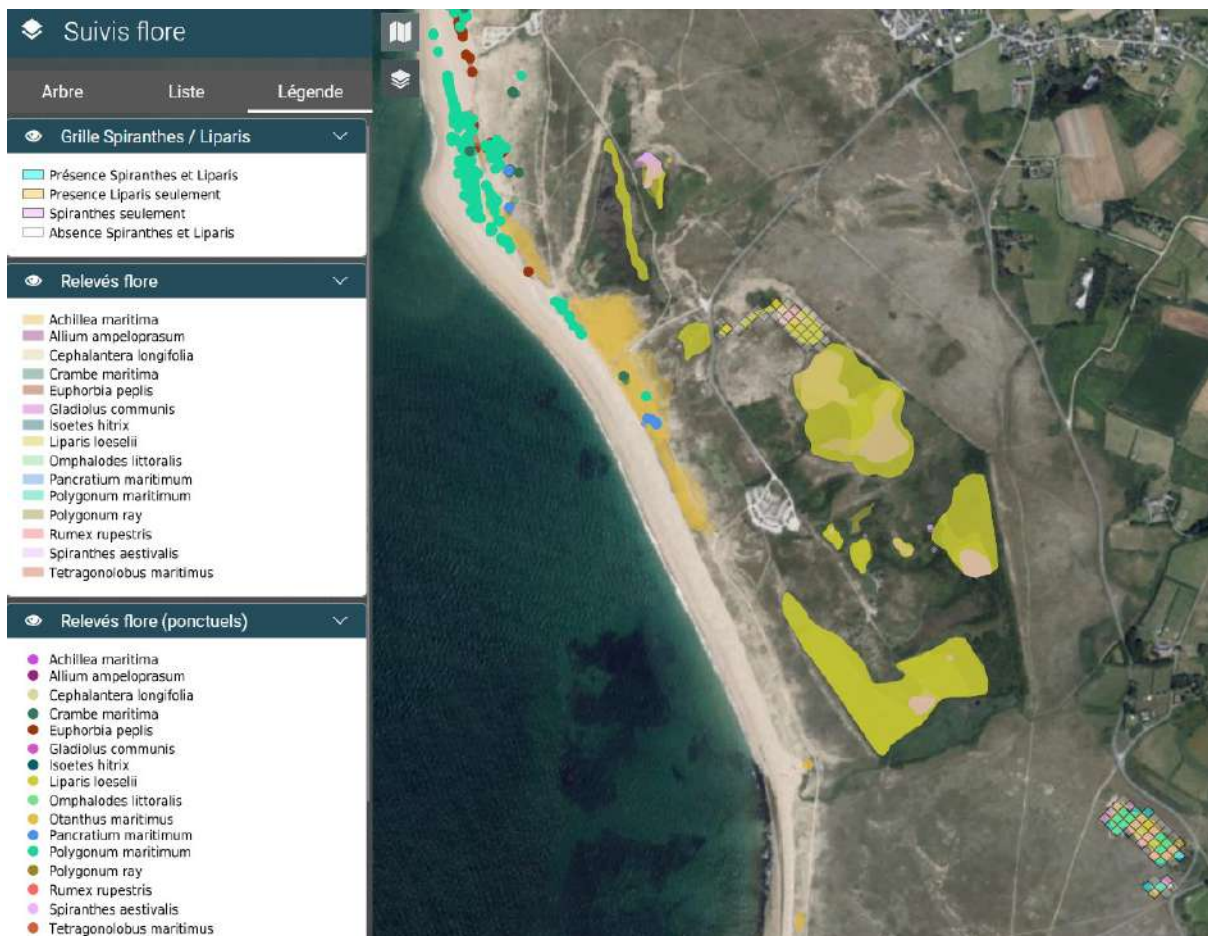 Suivis flore
Arbre Liste Légende
Grille Spiranthes / Liparis
Présence Spiranthes et Liparis
Presence Liparis seulement
Spiranthes seulement
Absence Spiranthes et Liparis
Relevés flore
Achillea maritima
Allium ampeloprasum
Cephalantera longifolia
Crambe maritima
Euphorbia peplis
Gladiolus communis
Isoetes hitrix
Liparis loeselii
Omphalodes littoralis
Pancratium maritimum
Polygonum maritimum
Polygonum ray
Rumex rupestris
Spiranthes aestivalis
Tetragonolobus maritimus
Relevés flore (ponctuels)
Achillea maritima
Allium ampeloprasum
Cephalantera longifolia
Crambe maritima
Euphorbia peplis
Gladiolus communis
Isoetes hitrix
Liparis loeselii
Omphalodes littoralis
Otanthus maritimus
Pancratium maritimum
Polygonum maritimum
Polygonum ray
Rumex rupestris
Spiranthes aestivalis
Tetragonolobus maritimus